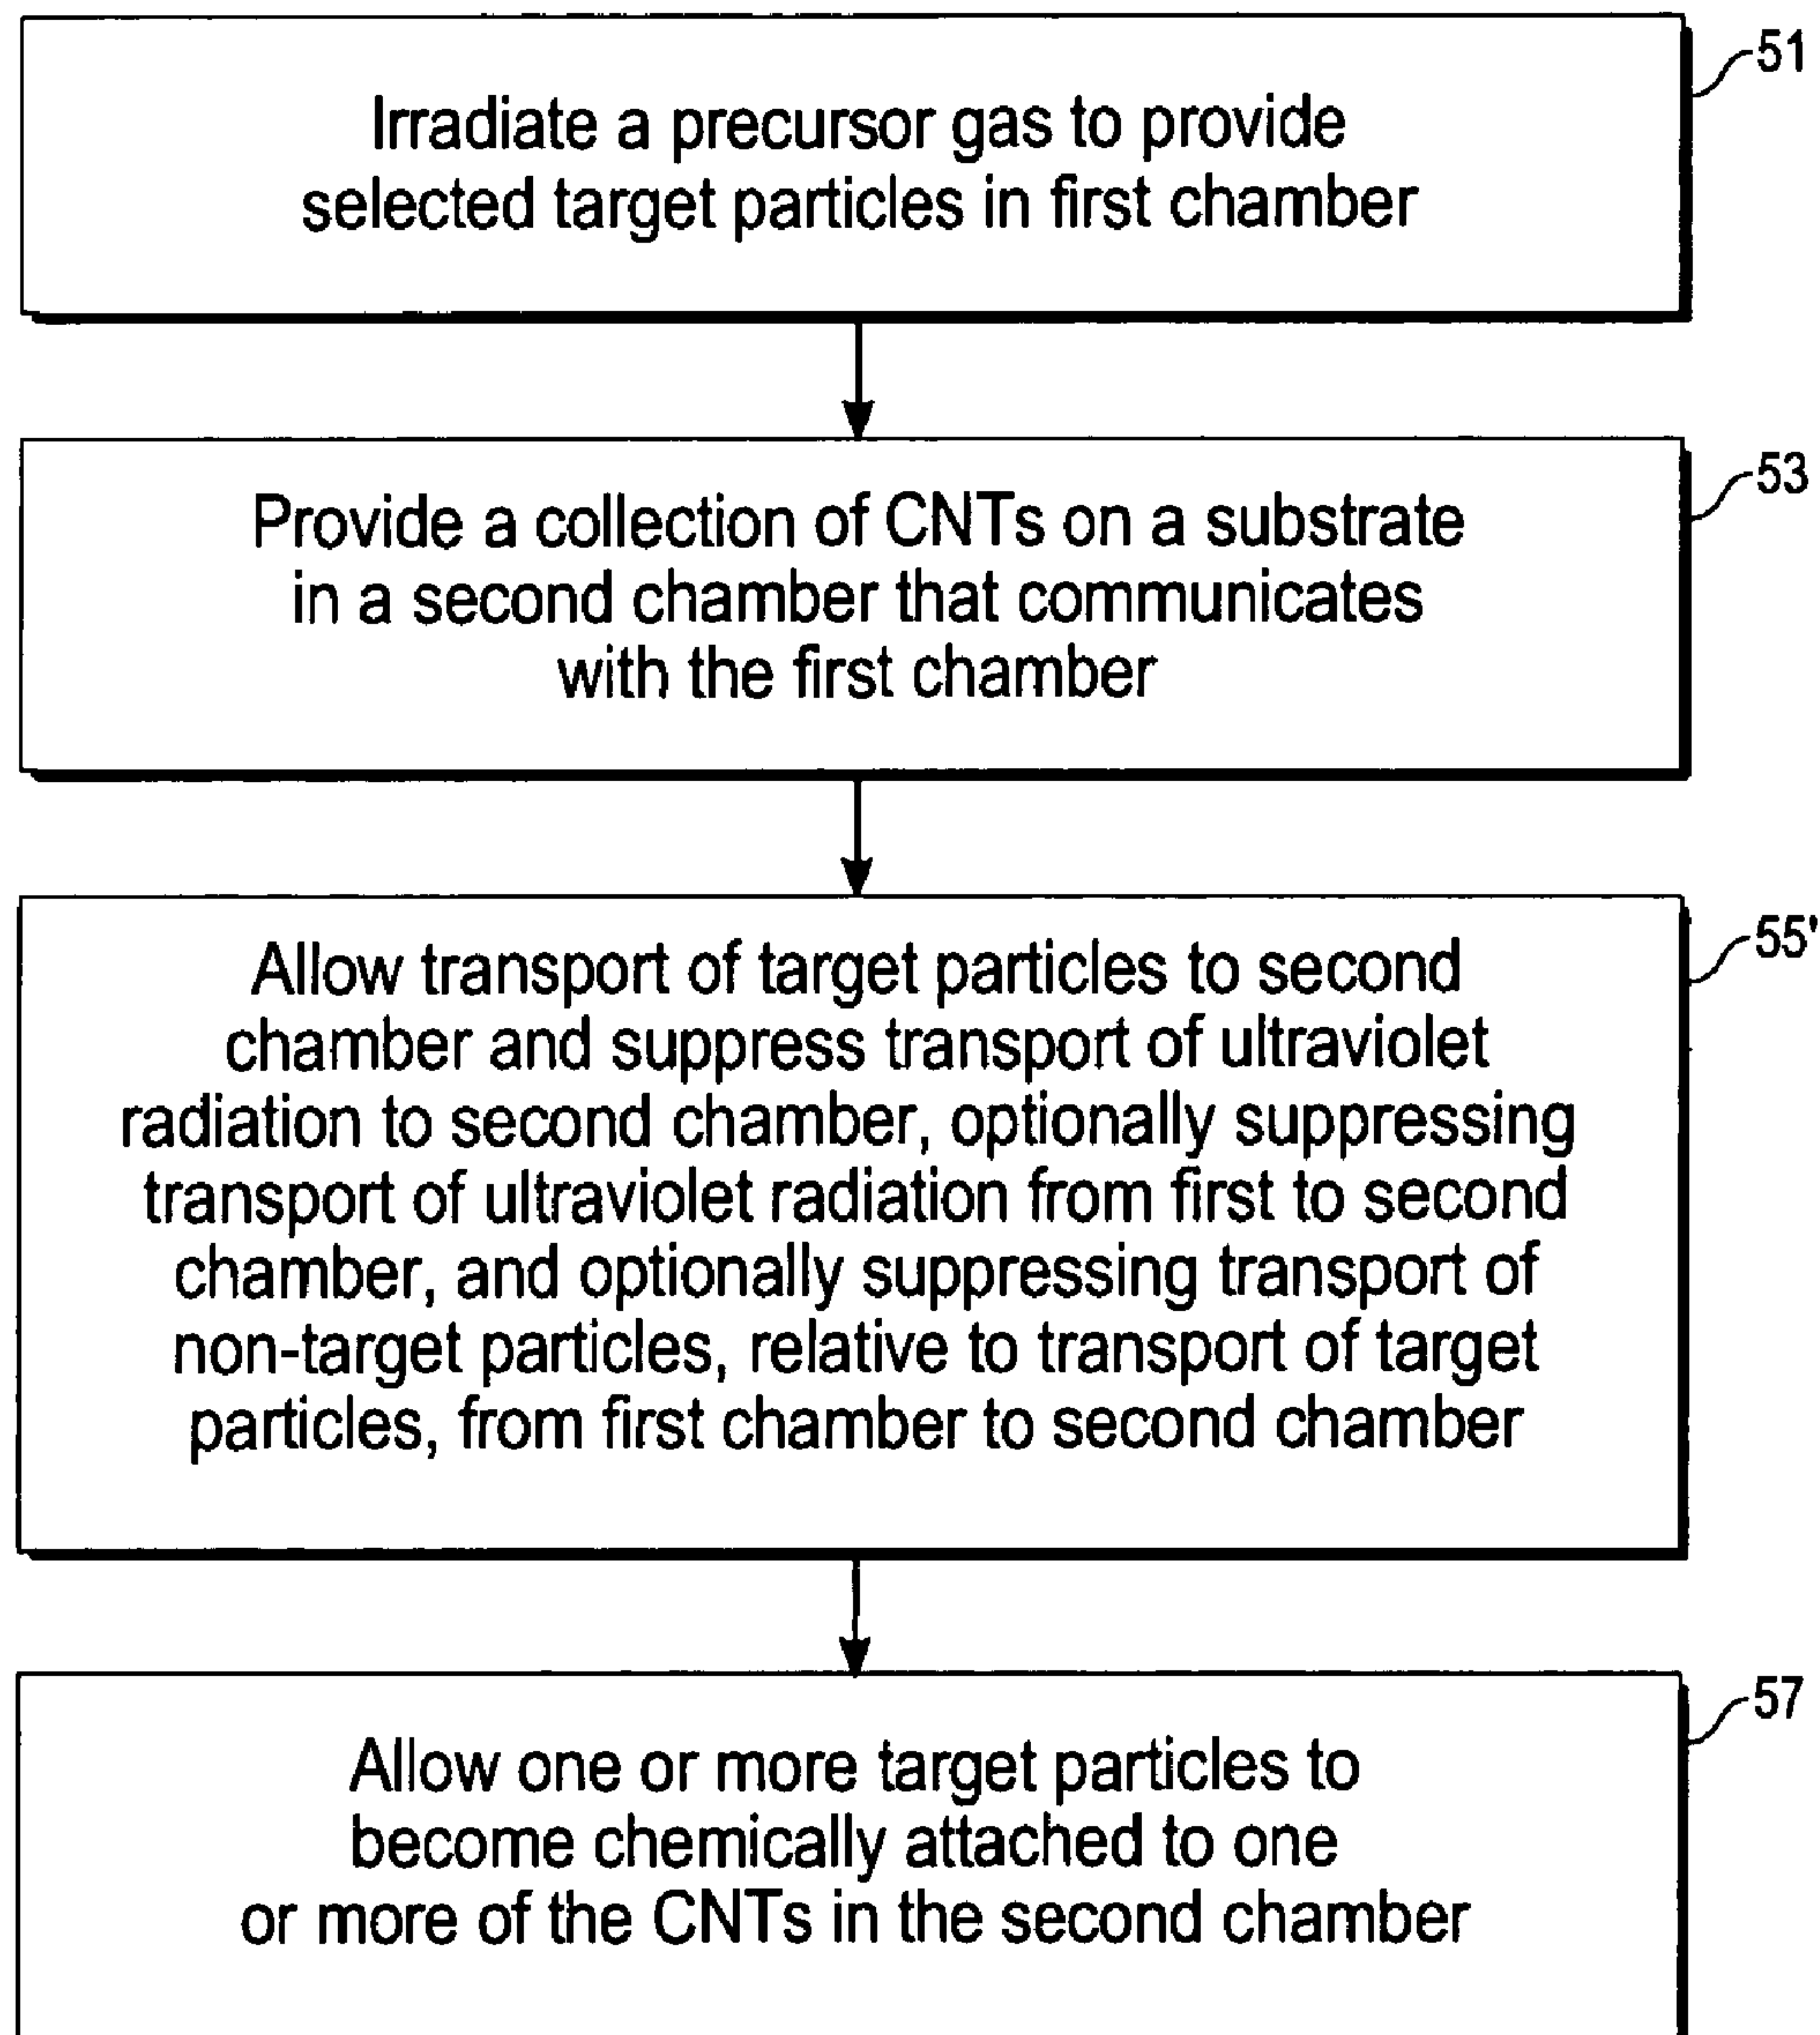 51
Irradiate a precursor gas to provide
selected target particles in first chamber
53
Provide a collection of CNTs on a substrate
in a second chamber that communicates
with the first chamber
55'
Allow transport of target particles to second
chamber and suppress transport of ultraviolet
radiation to second chamber, optionally suppressing
transport of ultraviolet radiation from first to second
chamber, and optionally suppressing transport of
non-target particles, relative to transport of target
particles, from first chamber to second chamber
57
Allow one or more target particles to
become chemically attached to one
or more of the CNTs in the second chamber